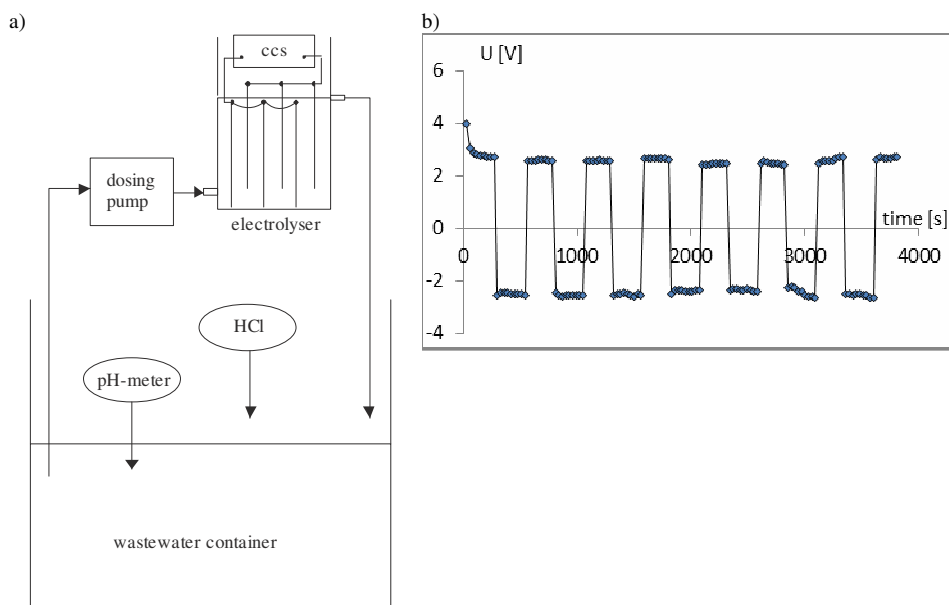 a)
ccs
dosing
pump
electrolyser
HCl
pH-meter
wastewater container
b)
U [V]
6
4
2
0
-2
-4
time [s]
0 1000 2000 3000 4000